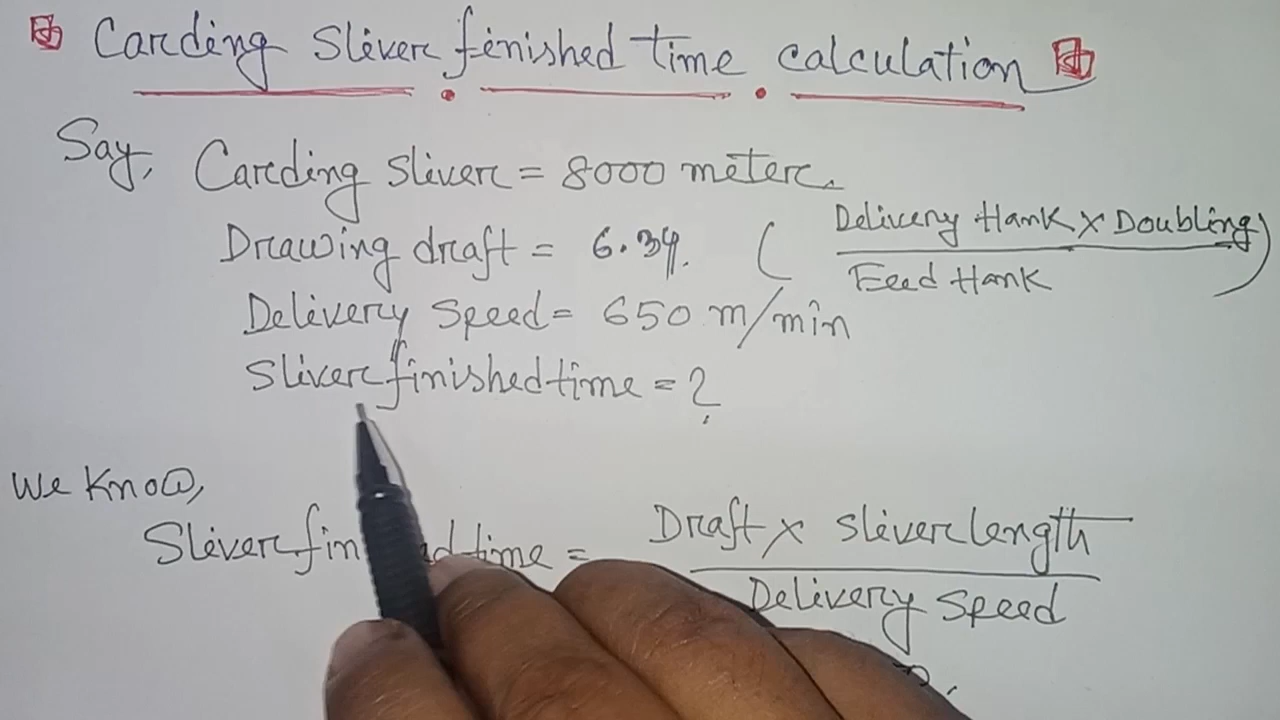 Carding Sliver finished time calculation
Say, Carding sliver = 8000 meter.
Drawing draft = 6.34. (Delivery Hank × Doubling / Feed Hank)
Delivery speed = 650 m/min
Sliver finished time = ?
We Know,
Sliver fin ed time = Draft × sliver length
Delivery speed